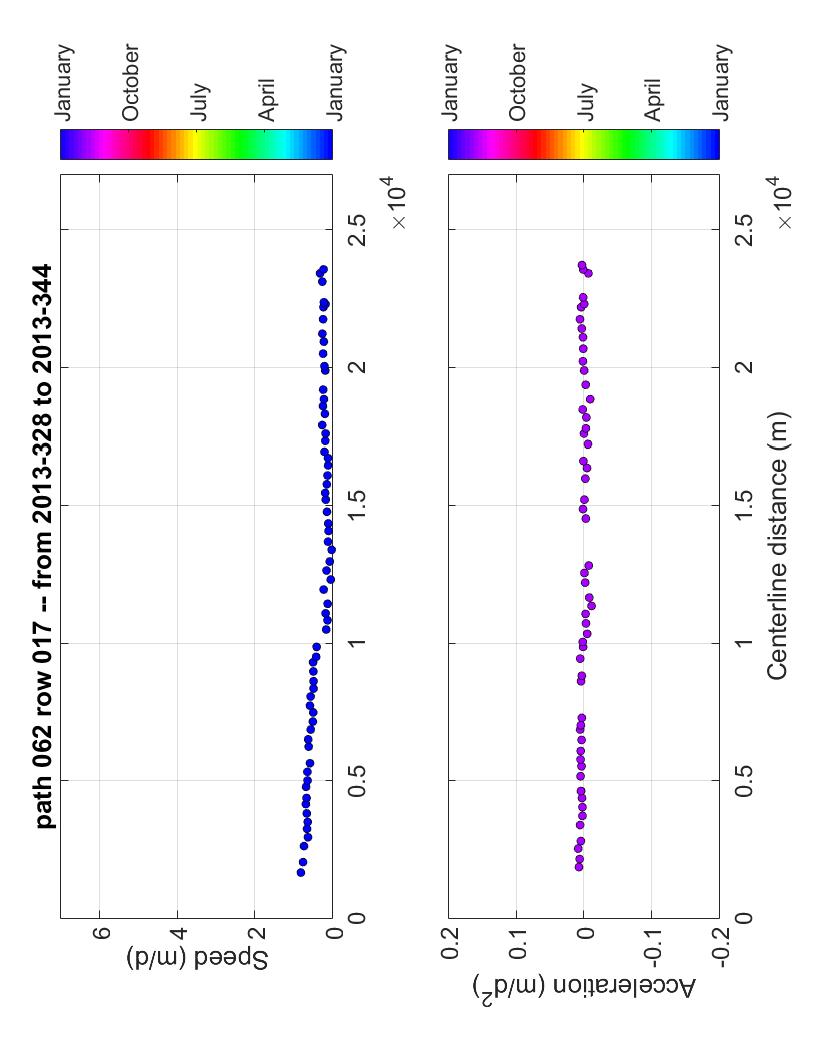 path 062 row 017 -- from 2013-328 to 2013-344
Speed (m/d)
6
4
2
0
0
0.5
1
1.5
2
2.5
×10^4
January
October
July
April
January
Acceleration (m/d^2)
0.2
0.1
0
-0.1
-0.2
0
0.5
1
1.5
2
2.5
×10^4
Centerline distance (m)
January
October
July
April
January